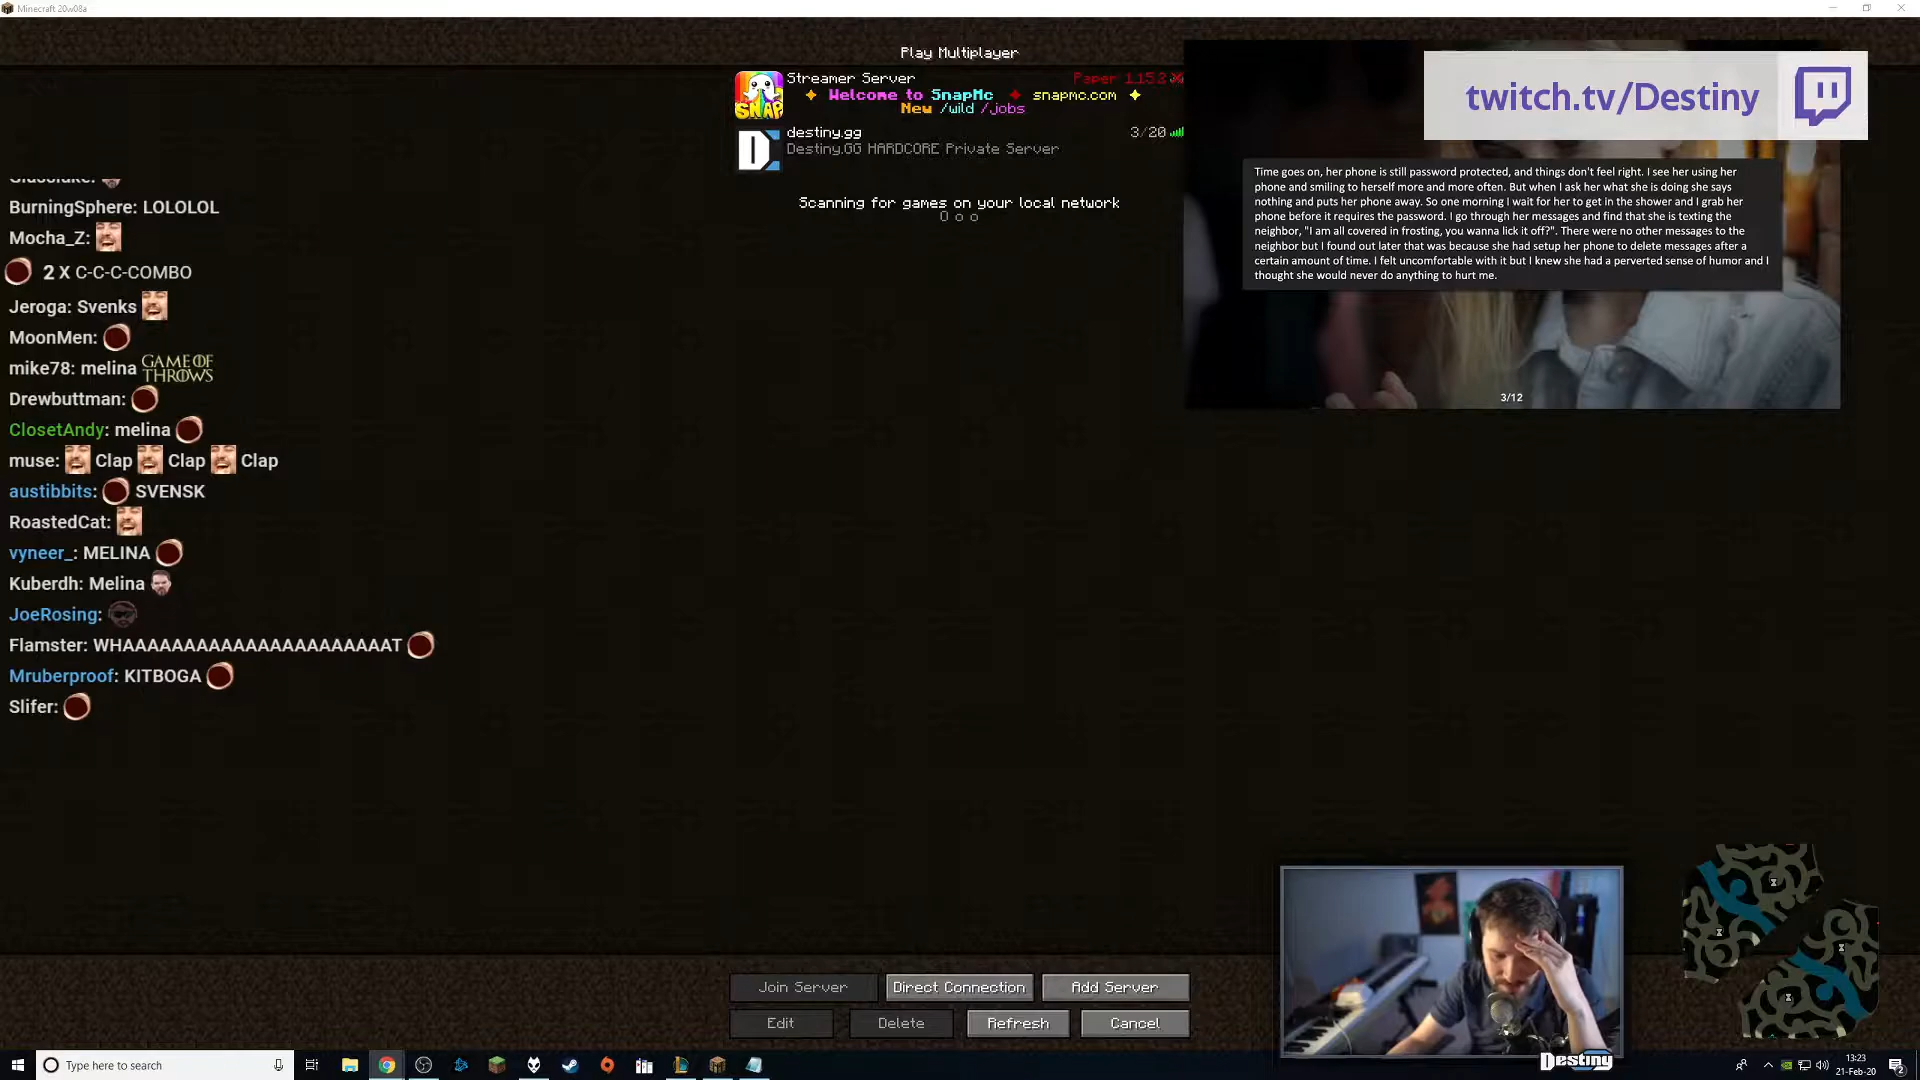 Minecraft 20w08a
Play Multiplayer
Streamer Server
Paper 1.15.2
Welcome to SnapMc
snapmc.com
New /wild /jobs
SNAP
destiny.gg
3/20
Destiny.GG HARDCORE Private Server
D
Scanning for games on your local network
O o o
twitch.tv/Destiny
Time goes on, her phone is still password protected, and things don't feel right. I see her using her
phone and smiling to herself more and more often. But when I ask her what she is doing she says
nothing and puts her phone away. So one morning I wait for her to get in the shower and I grab her
phone before it requires the password. I go through her messages and find that she is texting the
neighbor, "I am all covered in frosting, you wanna lick it off?". There were no other messages to the
neighbor but I found out later that was because she had setup her phone to delete messages after a
certain amount of time. I felt uncomfortable with it but I knew she had a perverted sense of humor and I
thought she would never do anything to hurt me.
3/12
BurningSphere: LOLOLOL
Mocha_Z:
2 X C-C-C-COMBO
Jeroga: Svenks
MoonMen:
mike78: melina GAME OF THROWS
Drewbuttman:
ClosetAndy: melina
muse: Clap Clap Clap
austibbits: SVENSK
RoastedCat:
vyneer_: MELINA
Kuberdh: Melina
JoeRosing:
Flamster: WHAAAAAAAAAAAAAAAAAAAAAT
Mruberproof: KITBOGA
Slifer:
Join Server
Direct Connection
Add Server
Edit
Delete
Refresh
Cancel
Destiny
Type here to search
13:23
21-Feb-20
2